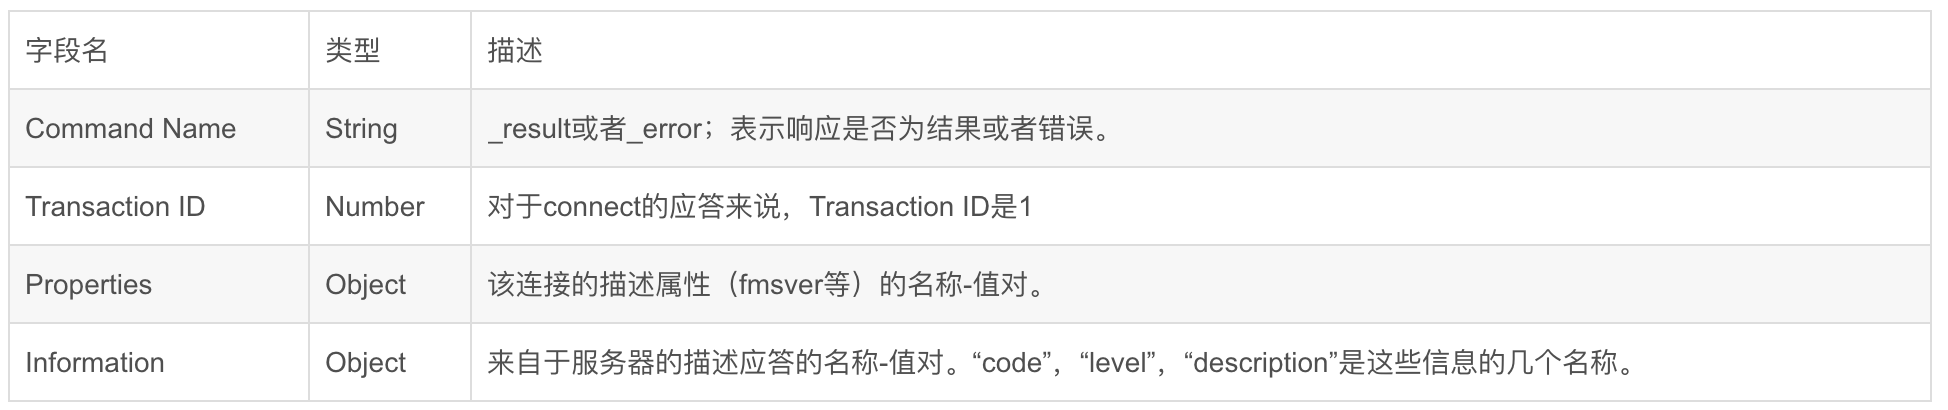 字段名 类型 描述
Command Name String _result或者_error；表示响应是否为结果或者错误。
Transaction ID Number 对于connect的应答来说，Transaction ID是1
Properties Object 该连接的描述属性（fmsver等）的名称-值对。
Information Object 来自于服务器的描述应答的名称-值对。“code”，“level”，“description”是这些信息的几个名称。